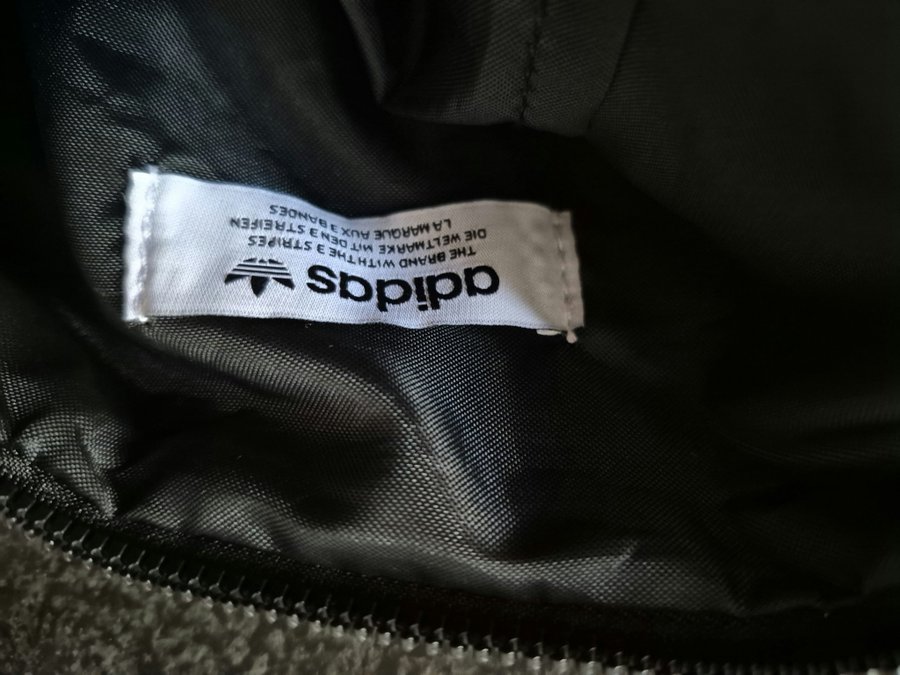 adidas
THE BRAND WITH THE 3 STRIPES
DIE WELTMARKE MIT DEN 3 STREIFEN
LA MARQUE AUX 3 BANDES